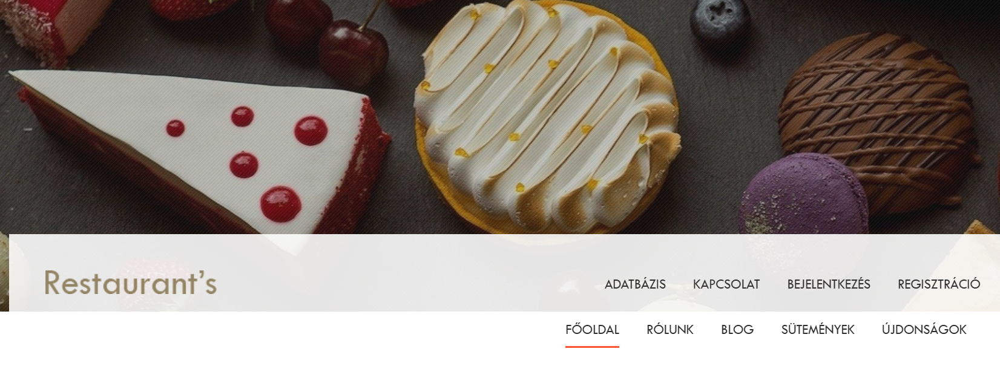 Restaurant’s
ADATBÁZIS KAPCSOLAT BEJELENTKEZÉS REGISZTRÁCIÓ
FŐOLDAL RÓLUNK BLOG SÜTEMÉNYEK ÚJDONSÁGOK